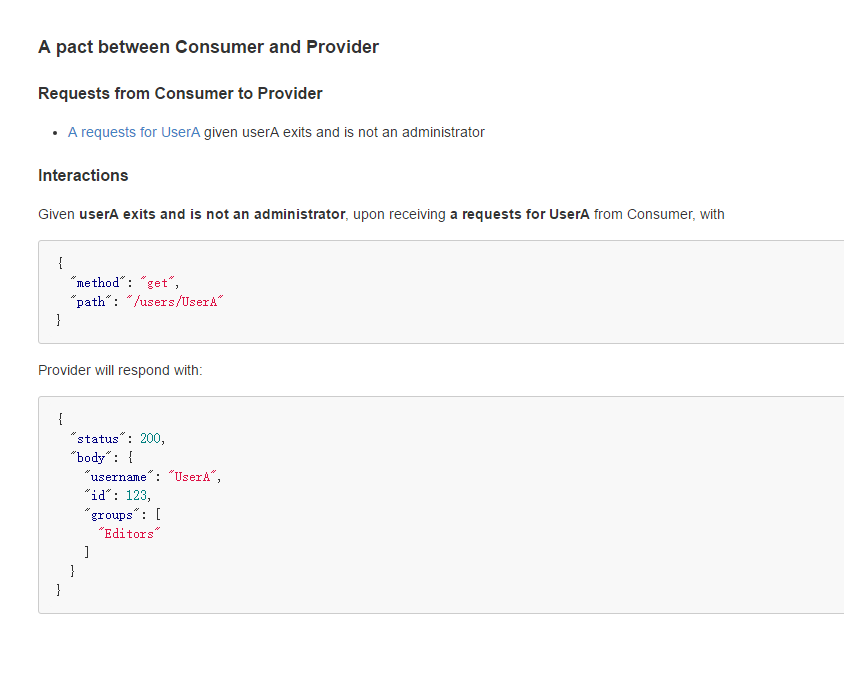 A pact between Consumer and Provider
Requests from Consumer to Provider
• A requests for UserA given userA exits and is not an administrator
Interactions
Given userA exits and is not an administrator, upon receiving a requests for UserA from Consumer, with
{
  "method": "get",
  "path": "/users/UserA"
}
Provider will respond with:
{
  "status": 200,
  "body": {
    "username": "UserA",
    "id": 123,
    "groups": [
      "Editors"
    ]
  }
}